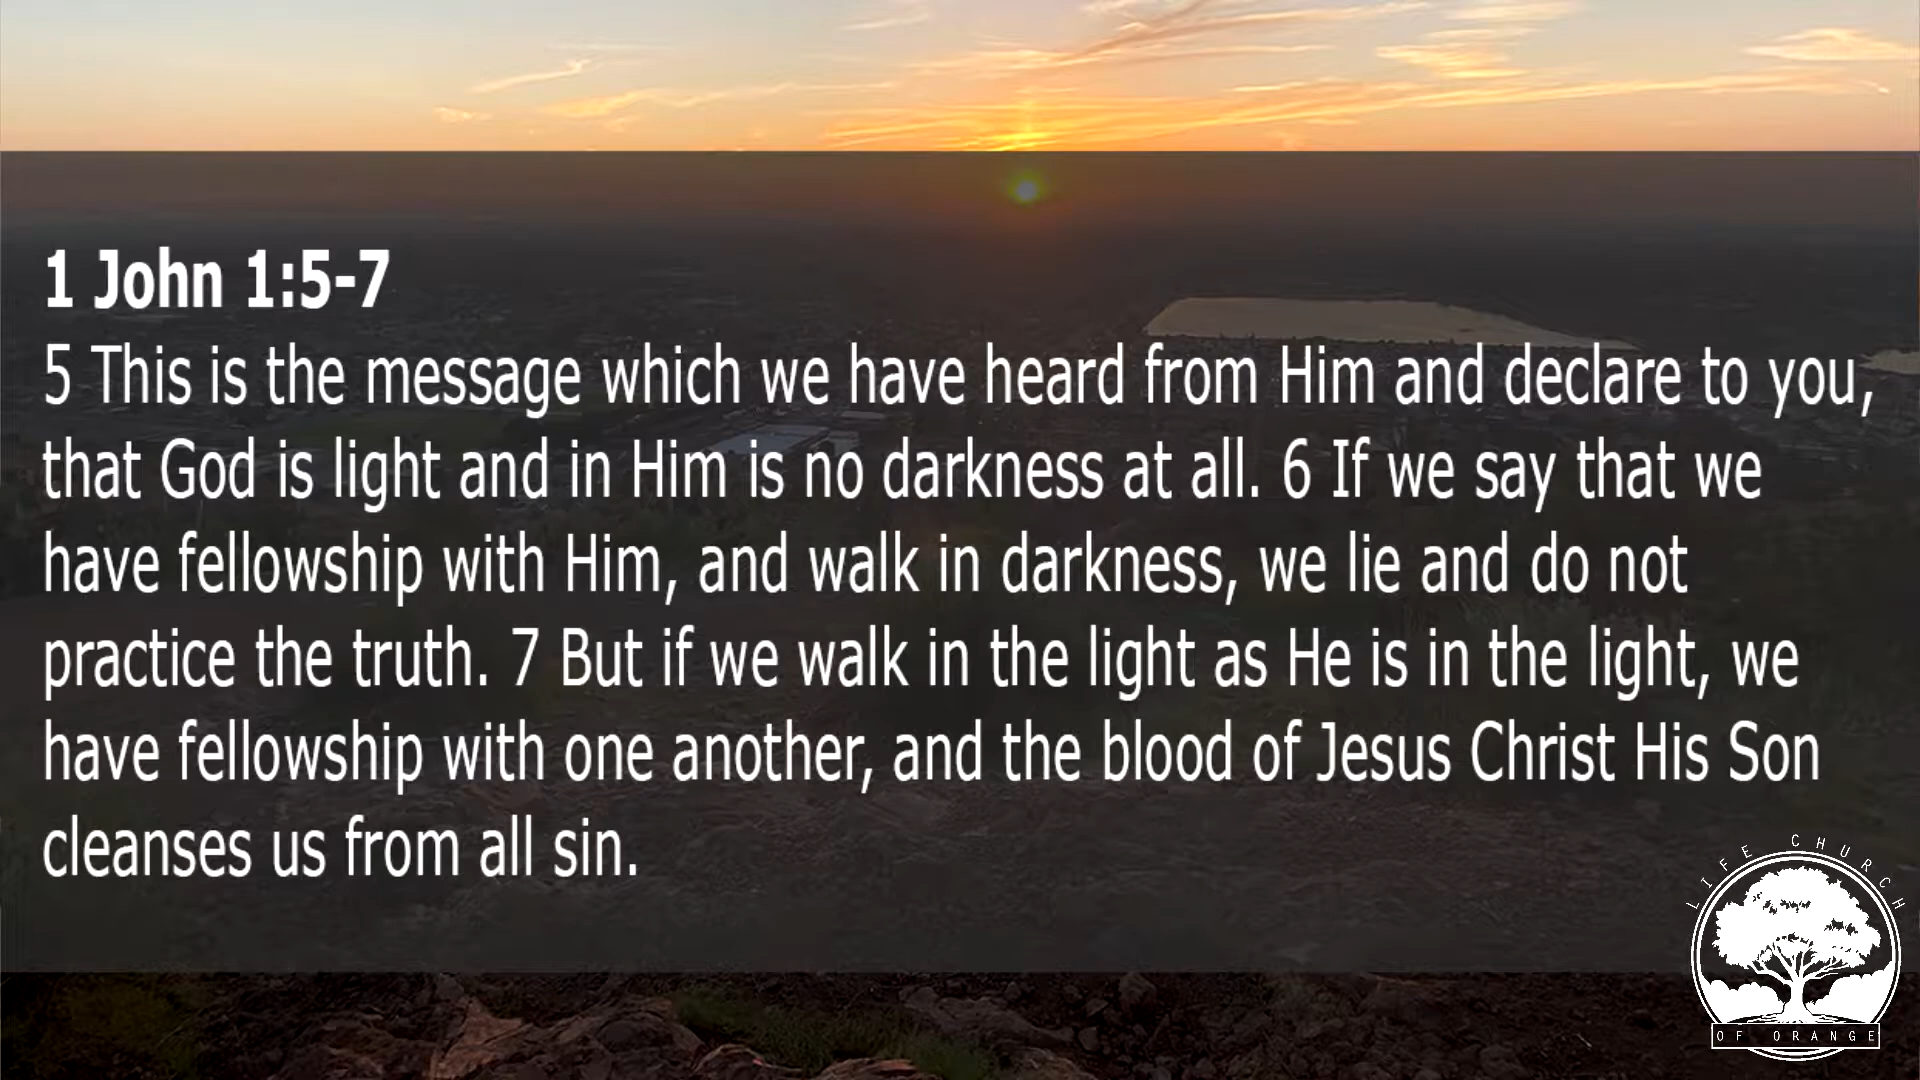 1 John 1:5-7
5 This is the message which we have heard from Him and declare to you,
that God is light and in Him is no darkness at all. 6 If we say that we
have fellowship with Him, and walk in darkness, we lie and do not
practice the truth. 7 But if we walk in the light as He is in the light, we
have fellowship with one another, and the blood of Jesus Christ His Son
cleanses us from all sin.
LIFE CHURCH
OF ORANGE